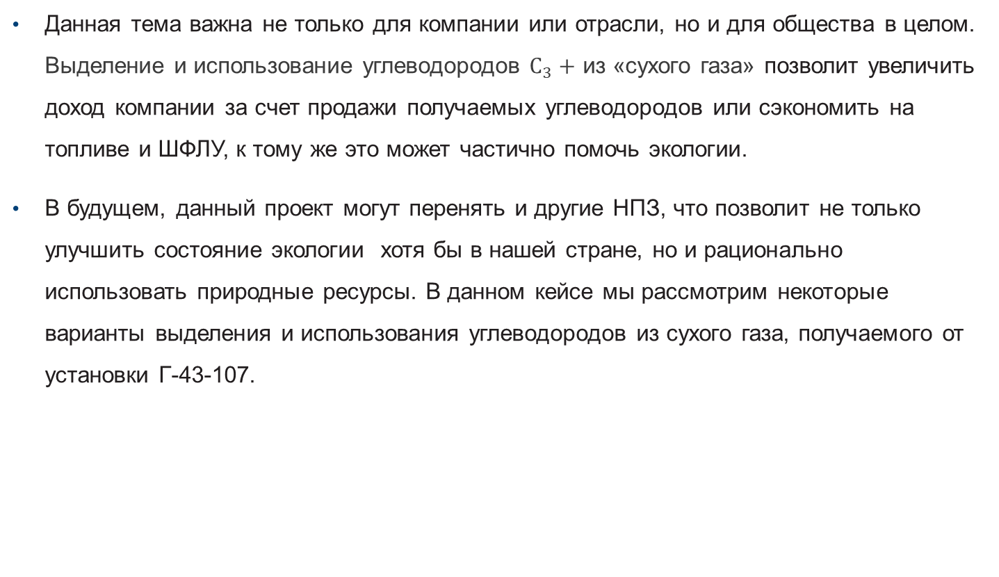 • Данная тема важна не только для компании или отрасли, но и для общества в целом.
Выделение и использование углеводородов C₃ + из «сухого газа» позволит увеличить
доход компании за счет продажи получаемых углеводородов или сэкономить на
топливе и ШФЛУ, к тому же это может частично помочь экологии.
• В будущем, данный проект могут перенять и другие НПЗ, что позволит не только
улучшить состояние экологии хотя бы в нашей стране, но и рационально
использовать природные ресурсы. В данном кейсе мы рассмотрим некоторые
варианты выделения и использования углеводородов из сухого газа, получаемого от
установки Г-43-107.